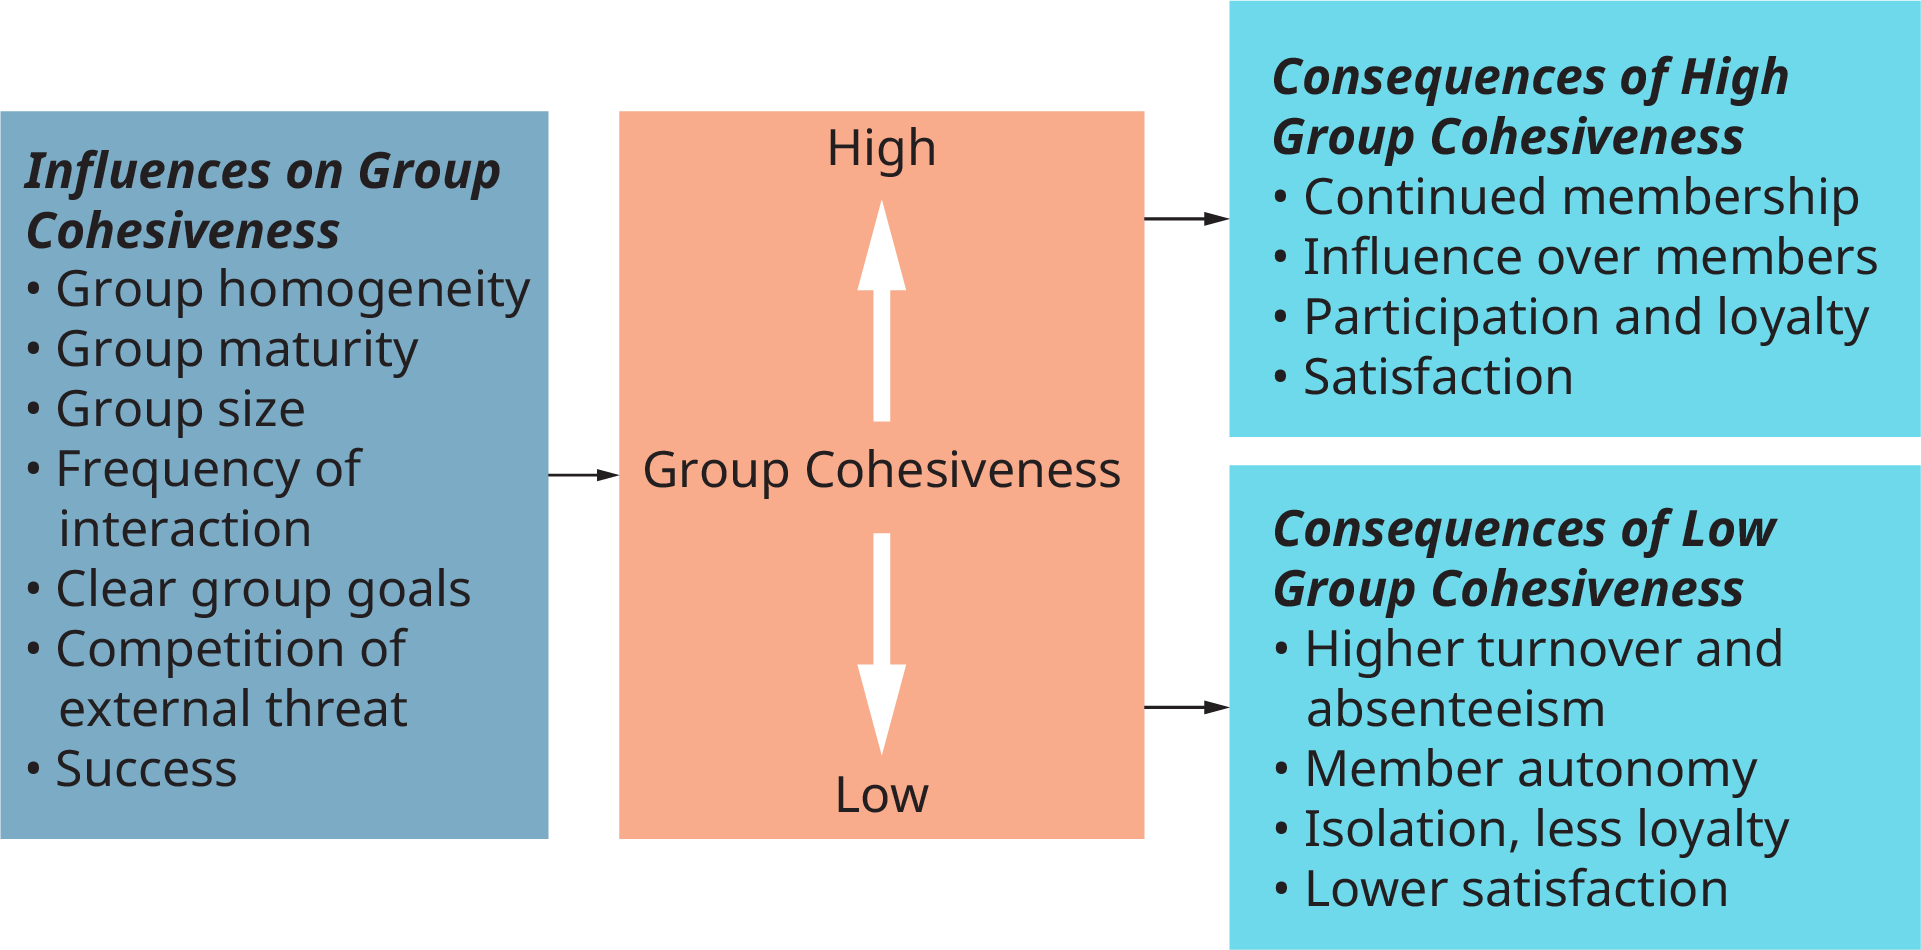 Influences on Group
Cohesiveness
• Group homogeneity
• Group maturity
• Group size
• Frequency of
interaction
• Clear group goals
• Competition of
external threat
• Success
High
Group Cohesiveness
Low
Consequences of High
Group Cohesiveness
• Continued membership
• Influence over members
• Participation and loyalty
• Satisfaction
Consequences of Low
Group Cohesiveness
• Higher turnover and
absenteeism
• Member autonomy
• Isolation, less loyalty
• Lower satisfaction